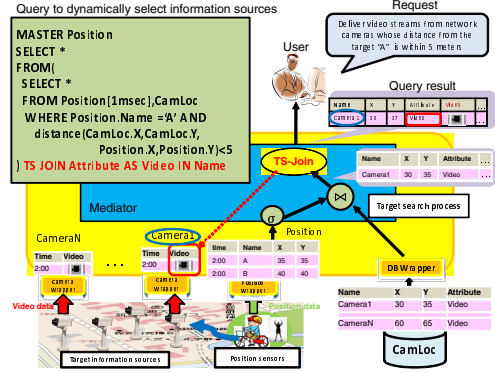 Query to dynamically select information sources
Request
MASTER Position
SELECT *
FROM(
SELECT *
FROM Position[1msec],CamLoc
WHERE Position.Name ='A' AND
distance(CamLoc.X,CamLoc.Y,
Position.X,Position.Y)<5
) TS JOIN Attribute AS Video IN Name
Deliver video streams from network
cameras whose distance from the
target "A" is within 5 meters
User
Query result
Name X Y Attribute Video
Camera1 30 37 Video
TS-Join
Name X Y Attribute ...
Camera1 30 35 Video
Mediator
Target search process
σ
⋈
Position
CameraN
Camera1
Time Video
2:00
...
Time Video
2:00
time Name X Y
2:00 A 35 35
2:00 B 40 40
Camera Wrapper
Camera Wrapper
Position Wrapper
DB Wrapper
Video data
Position data
Name X Y Attribute
Camera1 30 35 Video
CameraN 60 65 Video
Target information sources
Position sensors
CamLoc